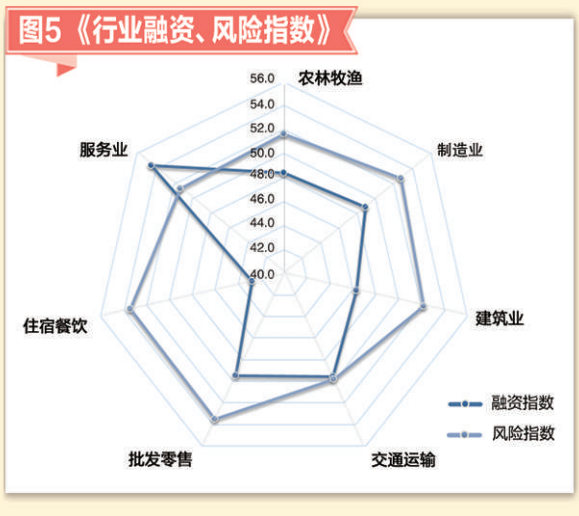 图5《行业融资、风险指数》
56.0
农林牧渔
54.0
52.0
服务业
50.0
制造业
48.0
46.0
44.0
42.0
40.0
住宿餐饮
建筑业
融资指数
风险指数
批发零售
交通运输